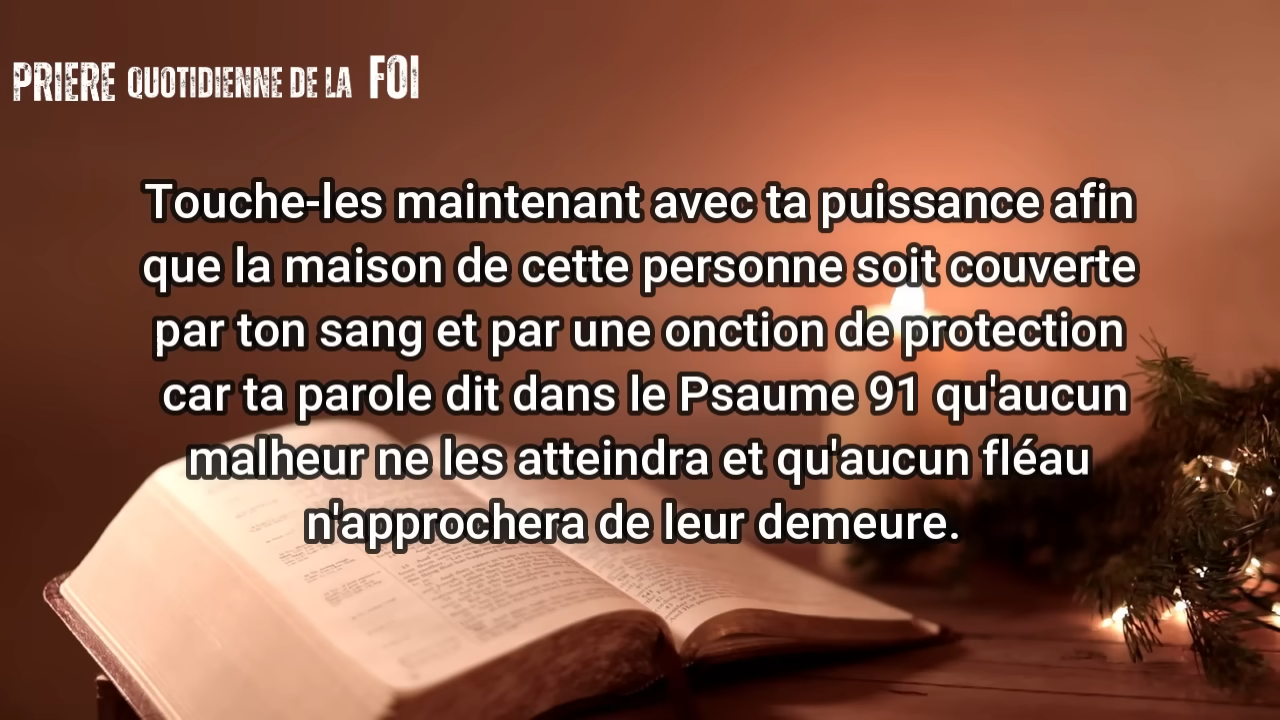 PRIERE QUOTIDIENNE DE LA FOI
Touche-les maintenant avec ta puissance afin
que la maison de cette personne soit couverte
par ton sang et par une onction de protection
car ta parole dit dans le Psaume 91 qu'aucun
malheur ne les atteindra et qu'aucun fléau
n'approchera de leur demeure.